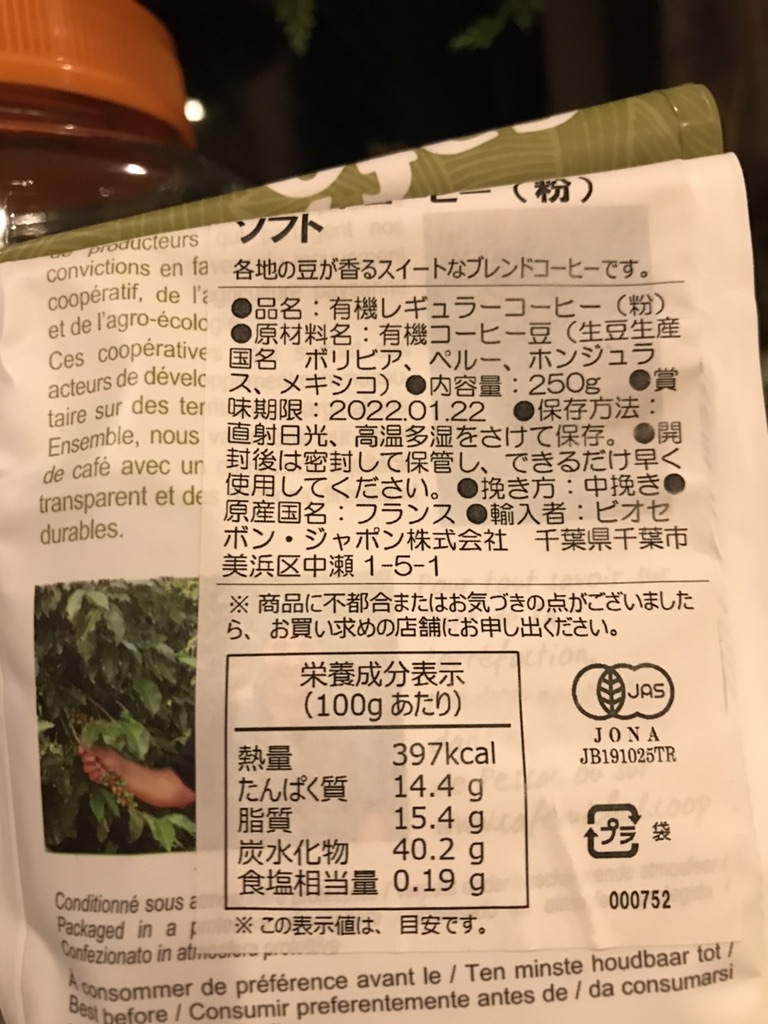 ヒー（粉）
ソフト
各地の豆が香るスイートなブレンドコーヒーです。
●品名：有機レギュラーコーヒー（粉）
●原材料名：有機コーヒー豆（生豆生産
国名　ボリビア、ペルー、ホンジュラ
ス、メキシコ）●内容量：250g　●賞
味期限：2022.01.22　●保存方法：
直射日光、高温多湿をさけて保存。●開
封後は密封して保管し、できるだけ早く
使用してください。●挽き方：中挽き●
原産国名：フランス ●輸入者：ビオセ
ボン・ジャポン株式会社　千葉県千葉市
美浜区中瀬 1-5-1
※ 商品に不都合またはお気づきの点がございました
ら、お買い求めの店舗にお申し出ください。
栄養成分表示
（100g あたり）
熱量 397kcal
たんぱく質 14.4 g
脂質 15.4 g
炭水化物 40.2 g
食塩相当量 0.19 g
※ この表示値は、目安です。
JAS
JONA
JB191025TR
プラ 袋
000752
producteurs
convictions en fa
coopératif, de l'a
et de l'agro-écolo
Ces coopérative
acteurs de dévelo
taire sur des ter
Ensemble, nous
de café avec un
transparent et de
durables.
Conditionné sous a
Packaged in a p
Confezionato in
À consommer de préférence avant le / Ten minste houdbaar tot /
Best before / Consumir preferentemente antes de / da consumarsi